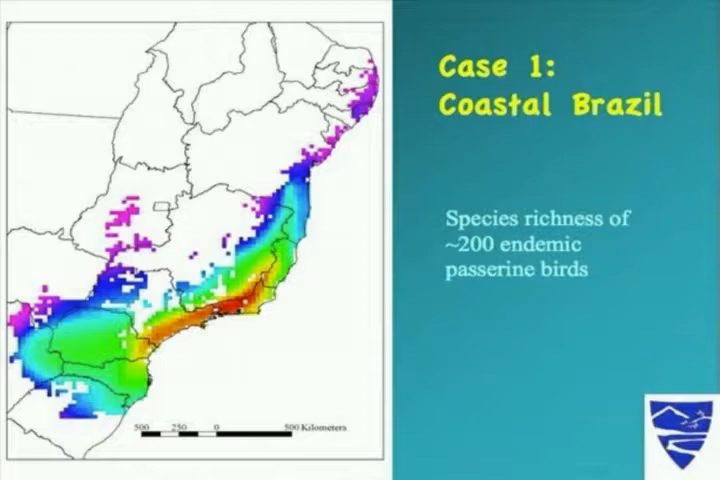 Case 1:
Coastal Brazil
Species richness of
~200 endemic
passerine birds
500 250 0 500 Kilometers